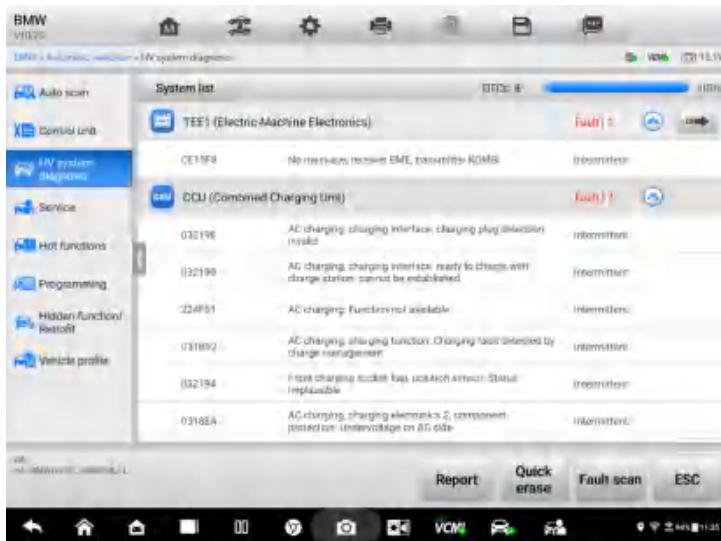 BMW
HV system diagnosis
VCMI
Auto scan
Control unit
HV system
diagnosis
Service
Hot functions
Programming
Hidden function/
Retrofit
Vehicle profile
System list
DTCs: 8
TEE1 (Electric-Machine Electronics)
Fault | 1
No message, receiver EME, transmitter KOMBI
Intermittent
CCU (Combined Charging Unit)
Fault | 7
AC charging, charging interface, charging plug detection
invalid
Intermittent
AC charging, charging interface: ready to charge with
charge station cannot be established
Intermittent
AC charging: Function not available
Intermittent
AC charging, charging function: Charging fault detected by
charge management
Intermittent
032194
Front charging socket flap, position sensor: Status
implausible
Intermittent
0318EA
AC charging, charging electronics 2, component
protection: Undervoltage on AC side
Intermittent
Report
Quick
erase
Fault scan
ESC
VCMI